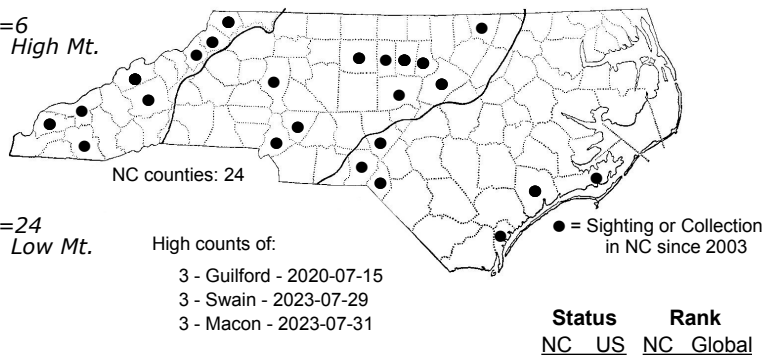 =6
High Mt.
NC counties: 24
=24
Low Mt.
● = Sighting or Collection
in NC since 2003
High counts of:
3 - Guilford - 2020-07-15
3 - Swain - 2023-07-29
3 - Macon - 2023-07-31
Status Rank
NC US NC Global